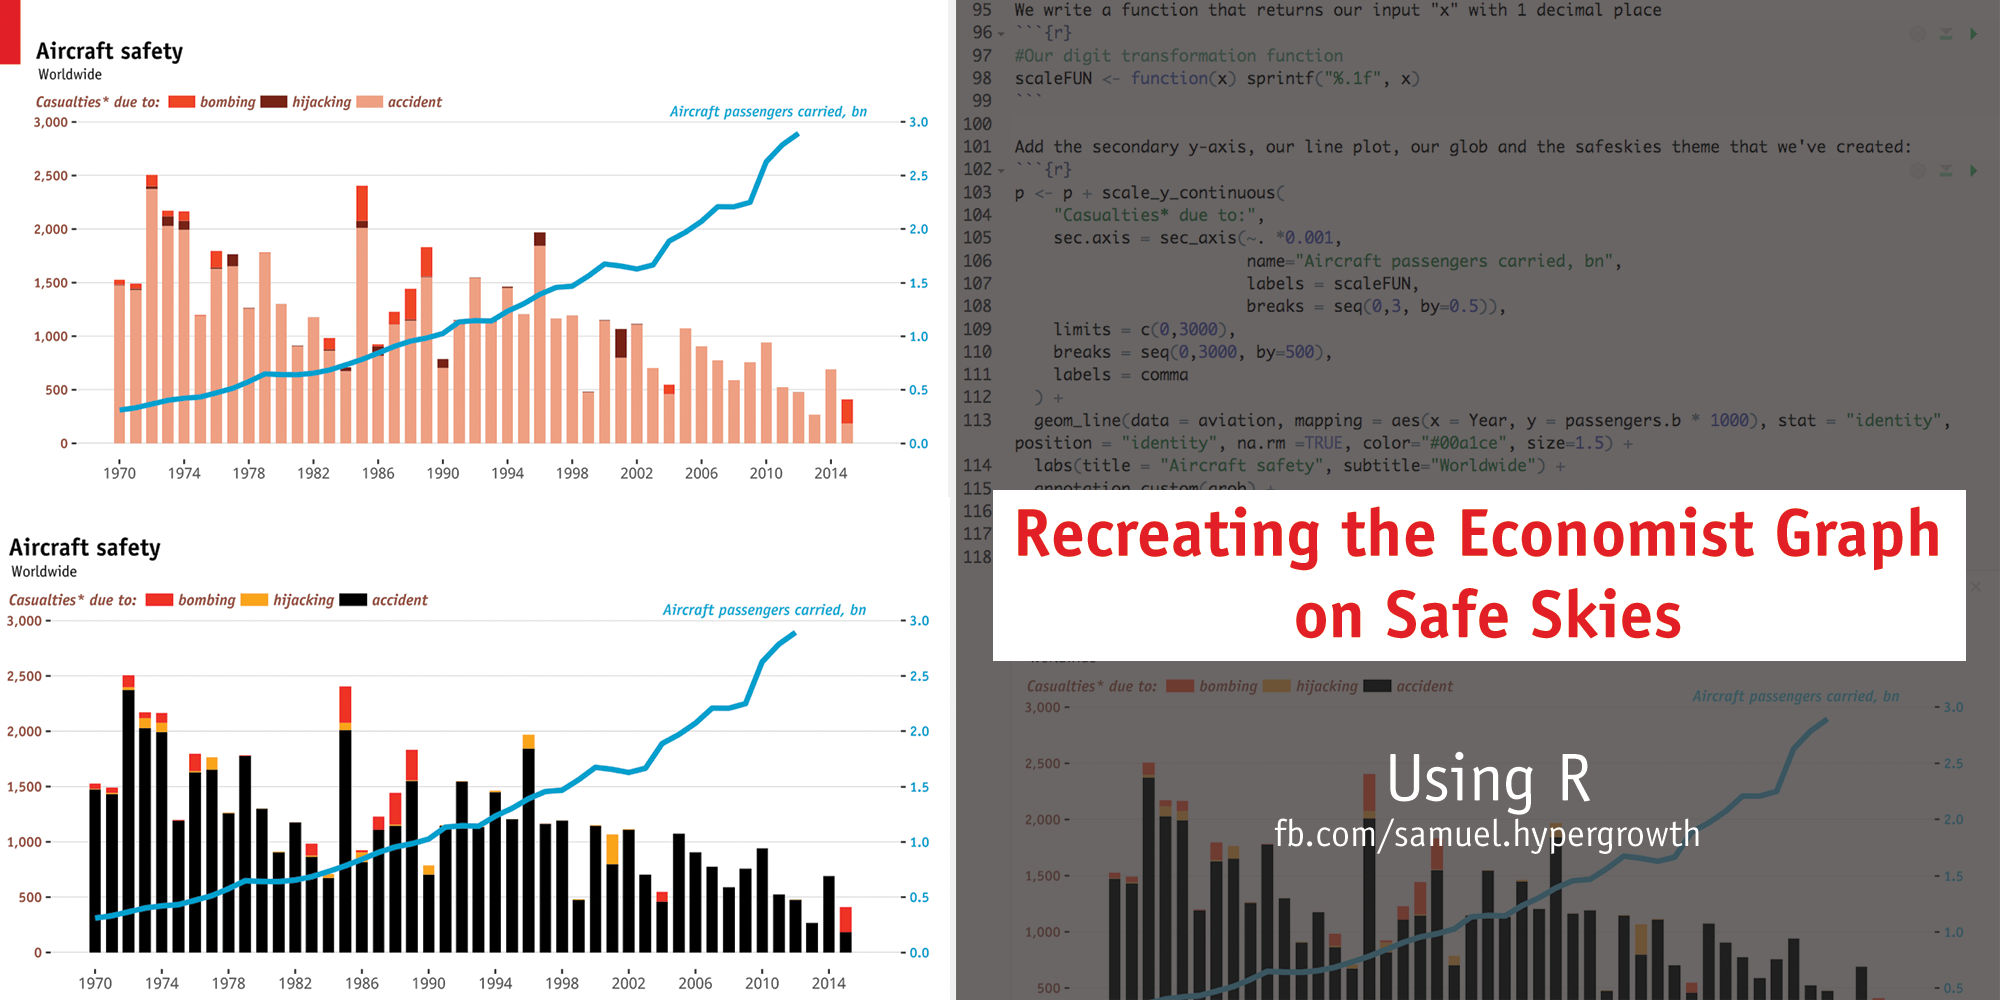 Aircraft safety
Worldwide
Casualties* due to: bombing hijacking accident
Aircraft passengers carried, bn
3,000 3.0
2,500 2.5
2,000 2.0
1,500 1.5
1,000 1.0
500 0.5
0 0.0
1970 1974 1978 1982 1986 1990 1994 1998 2002 2006 2010 2014
Aircraft safety
Worldwide
Casualties* due to: bombing hijacking accident
Aircraft passengers carried, bn
3,000 3.0
2,500 2.5
2,000 2.0
1,500 1.5
1,000 1.0
500 0.5
0 0.0
1970 1974 1978 1982 1986 1990 1994 1998 2002 2006 2010 2014
95 We write a function that returns our input "x" with 1 decimal place
96 ```{r}
97 #Our digit transformation function
98 scaleFUN <- function(x) sprintf("%.1f", x)
99 ```
100
101 Add the secondary y-axis, our line plot, our glob and the safeskies theme that we've created:
102 ```{r}
103 p <- p + scale_y_continuous(
104 "Casualties* due to:",
105 sec.axis = sec_axis(~. *0.001,
106 name="Aircraft passengers carried, bn",
107 labels = scaleFUN,
108 breaks = seq(0,3, by=0.5)),
109 limits = c(0,3000),
110 breaks = seq(0,3000, by=500),
111 labels = comma
112 ) +
113 geom_line(data = aviation, mapping = aes(x = Year, y = passengers.b * 1000), stat = "identity",
position = "identity", na.rm =TRUE, color="#00a1ce", size=1.5) +
114 labs(title = "Aircraft safety", subtitle="Worldwide") +
115 annotation_custom(grob) +
116
117
118
Recreating the Economist Graph
on Safe Skies
Casualties* due to: bombing hijacking accident
Aircraft passengers carried, bn
3,000 3.0
2,500 2.5
2,000 2.0
1,500 1.5
1,000 1.0
500 0.5
Using R
fb.com/samuel.hypergrowth